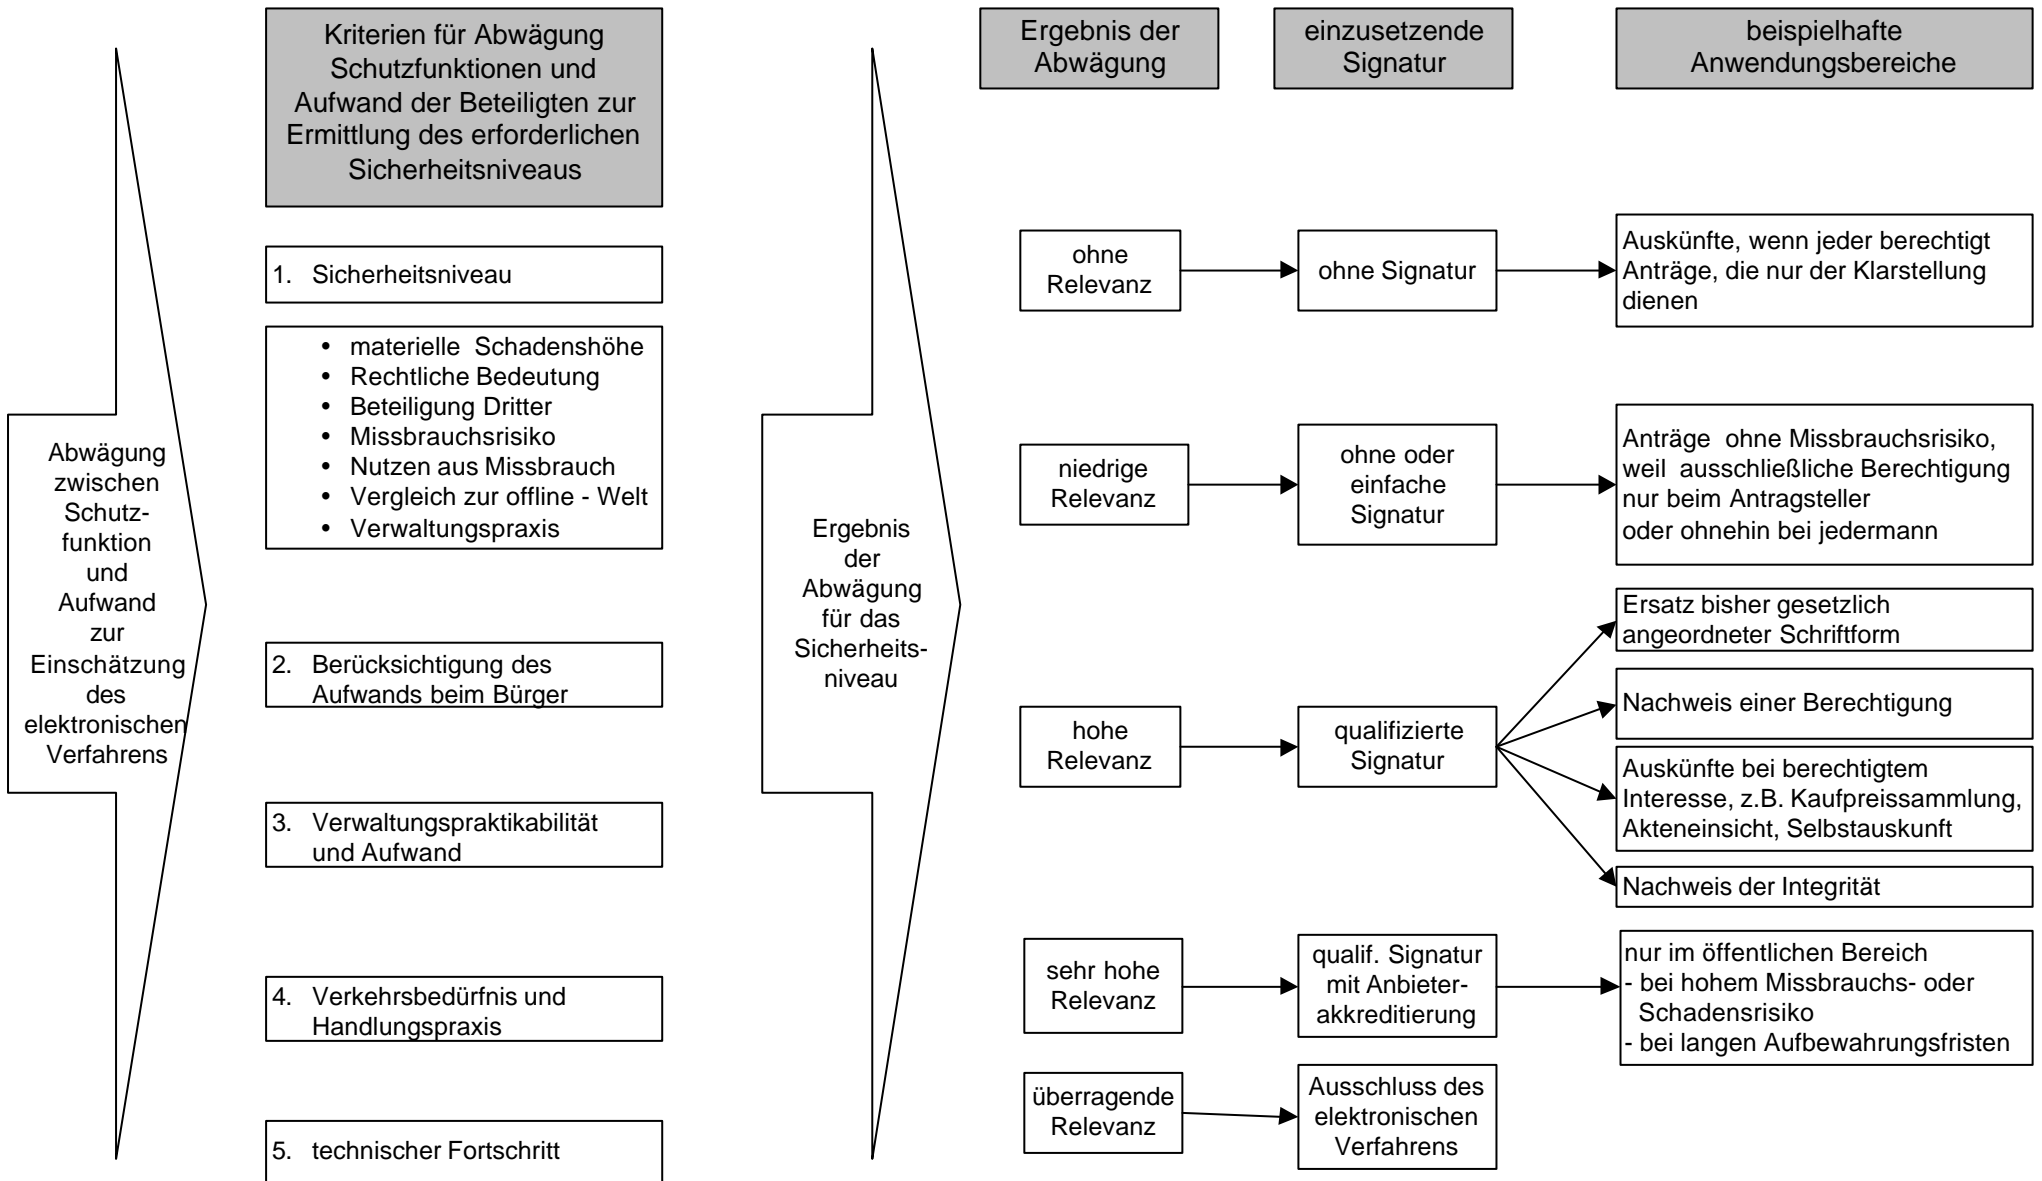 Kriterien für Abwägung
Schutzfunktionen und
Aufwand der Beteiligten zur
Ermittlung des erforderlichen
Sicherheitsniveaus
Ergebnis der
Abwägung
einzusetzende
Signatur
beispielhafte
Anwendungsbereiche
Abwägung
zwischen
Schutz-
funktion
und
Aufwand
zur
Einschätzung
des
elektronischen
Verfahrens
1. Sicherheitsniveau
• materielle Schadenshöhe
• Rechtliche Bedeutung
• Beteiligung Dritter
• Missbrauchsrisiko
• Nutzen aus Missbrauch
• Vergleich zur offline - Welt
• Verwaltungspraxis
2. Berücksichtigung des
Aufwands beim Bürger
3. Verwaltungspraktikabilität
und Aufwand
4. Verkehrsbedürfnis und
Handlungspraxis
5. technischer Fortschritt
Ergebnis
der
Abwägung
für das
Sicherheits-
niveau
ohne
Relevanz
ohne Signatur
Auskünfte, wenn jeder berechtigt
Anträge, die nur der Klarstellung
dienen
niedrige
Relevanz
ohne oder
einfache
Signatur
Anträge ohne Missbrauchsrisiko,
weil ausschließliche Berechtigung
nur beim Antragsteller
oder ohnehin bei jedermann
hohe
Relevanz
qualifizierte
Signatur
Ersatz bisher gesetzlich
angeordneter Schriftform
Nachweis einer Berechtigung
Auskünfte bei berechtigtem
Interesse, z.B. Kaufpreissammlung,
Akteneinsicht, Selbstauskunft
Nachweis der Integrität
sehr hohe
Relevanz
qualif. Signatur
mit Anbieter-
akkreditierung
nur im öffentlichen Bereich
- bei hohem Missbrauchs- oder
Schadensrisiko
- bei langen Aufbewahrungsfristen
überragende
Relevanz
Ausschluss des
elektronischen
Verfahrens